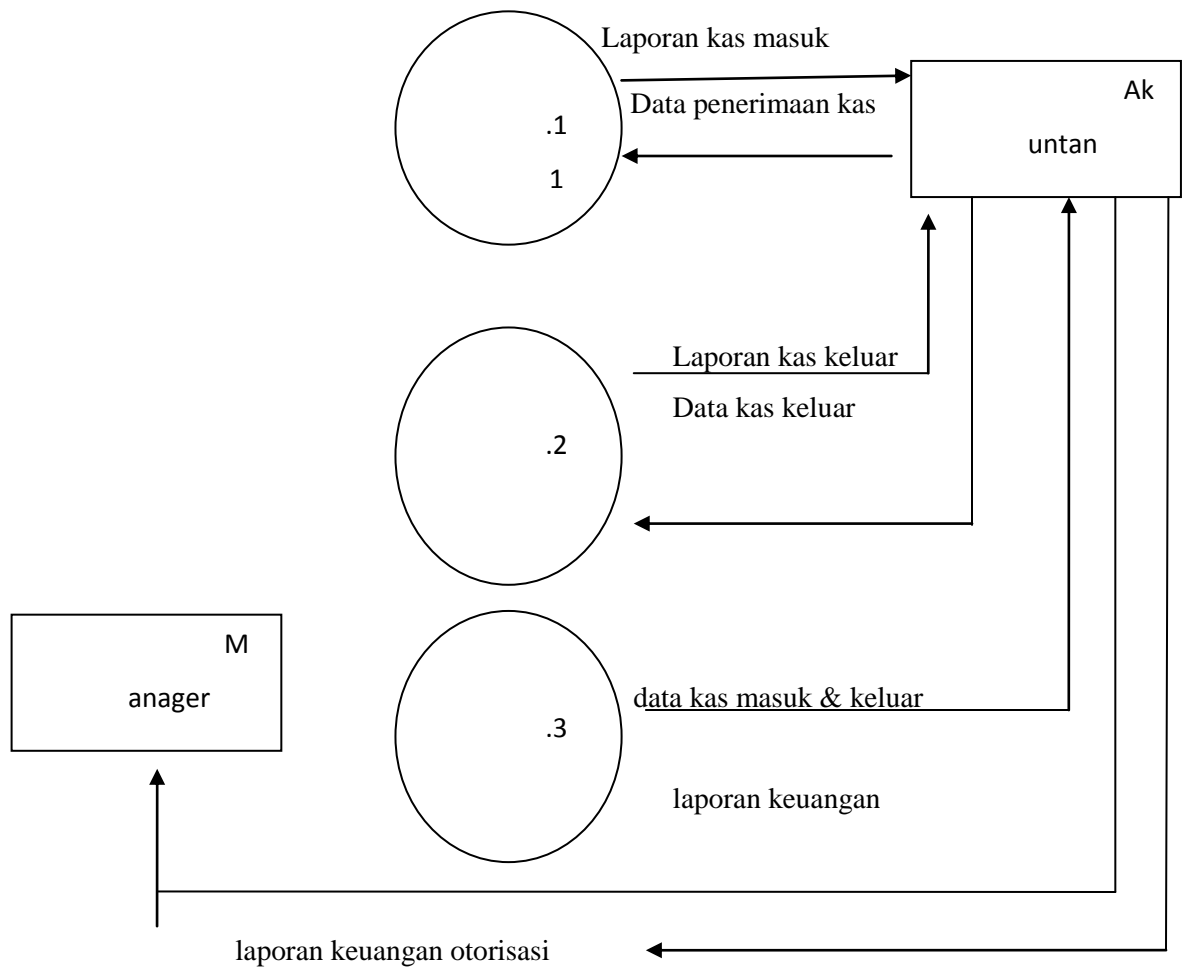 Laporan kas masuk
Ak
untan
Data penerimaan kas
.1
1
Laporan kas keluar
Data kas keluar
.2
M
anager
data kas masuk & keluar
.3
laporan keuangan
laporan keuangan otorisasi